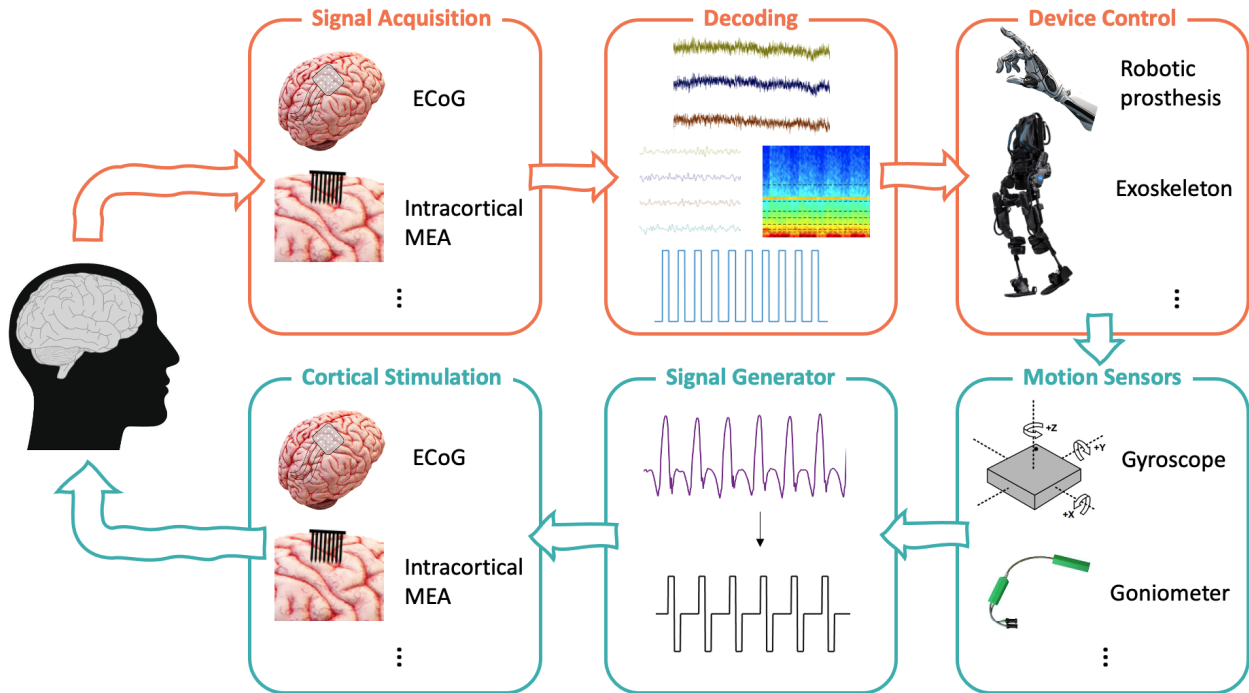 Signal Acquisition
ECoG
Intracortical
MEA
Decoding
Device Control
Robotic
prosthesis
Exoskeleton
Cortical Stimulation
ECoG
Intracortical
MEA
Signal Generator
Motion Sensors
+Z
+Y
+X
Gyroscope
Goniometer